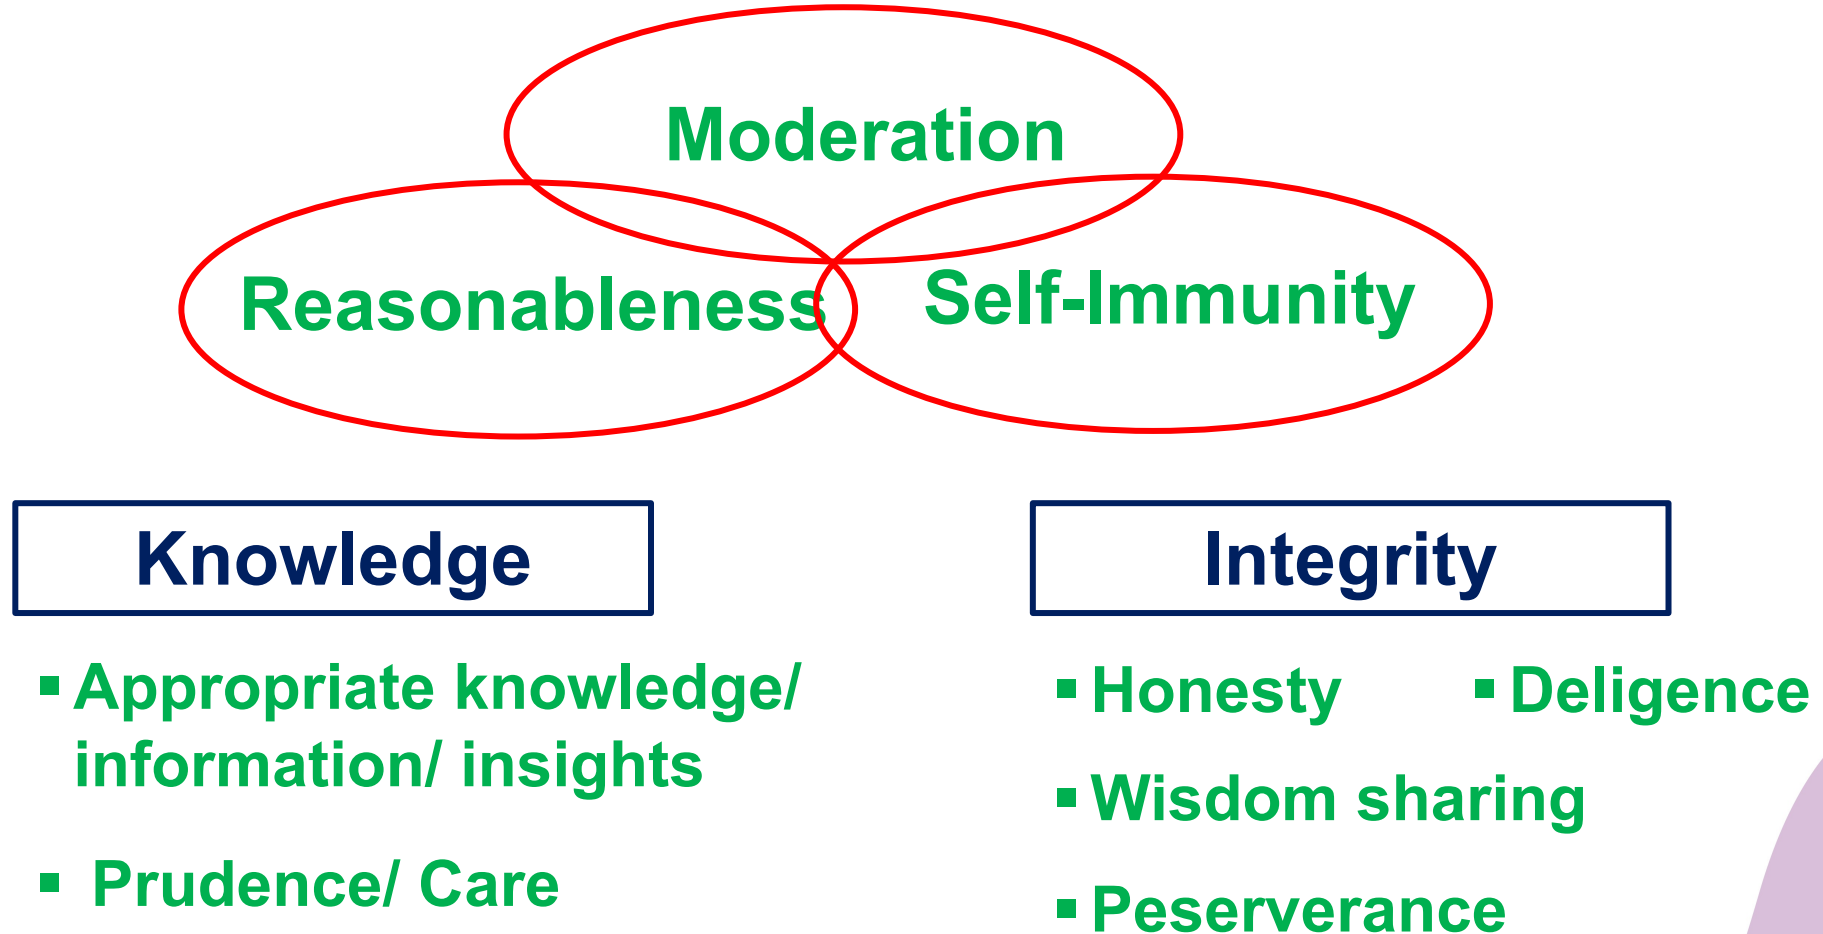 Moderation
Reasonableness
Self-Immunity
Knowledge
Integrity
▪ Appropriate knowledge/
information/ insights
▪ Prudence/ Care
▪ Honesty
▪ Deligence
▪ Wisdom sharing
▪ Peserverance